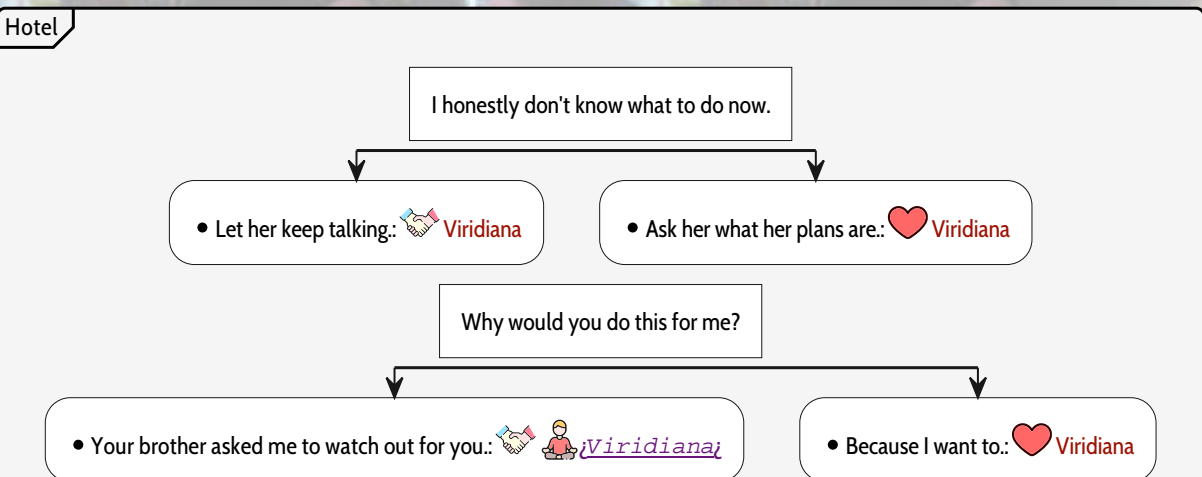 Hotel
I honestly don't know what to do now.
• Let her keep talking.: Viridiana
• Ask her what her plans are.: Viridiana
Why would you do this for me?
• Your brother asked me to watch out for you.: ¡Viridiana¡
• Because I want to.: Viridiana